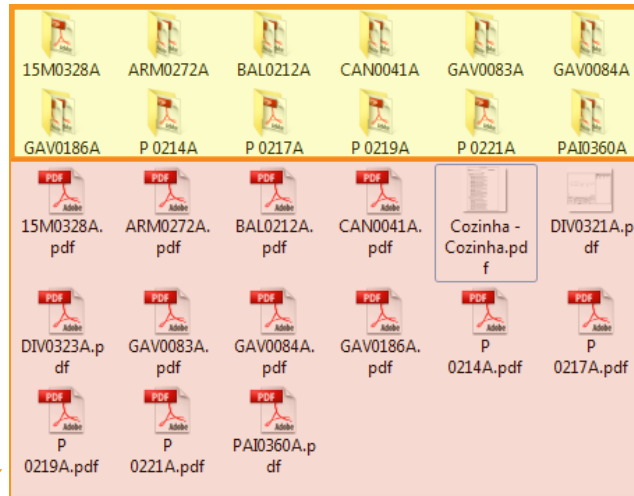 15M0328A ARM0272A BAL0212A CAN0041A GAV0083A GAV0084A
GAV0186A P 0214A P 0217A P 0219A P 0221A PAI0360A
15M0328A. ARM0272A. BAL0212A. CAN0041A. Cozinha - DIV0321A.p
pdf pdf pdf pdf Cozinha.pd df
f
DIV0323A.p GAV0083A. GAV0084A. GAV0186A. P P
df pdf pdf pdf 0214A.pdf 0217A.pdf
P P PAI0360A.p
0219A.pdf 0221A.pdf df